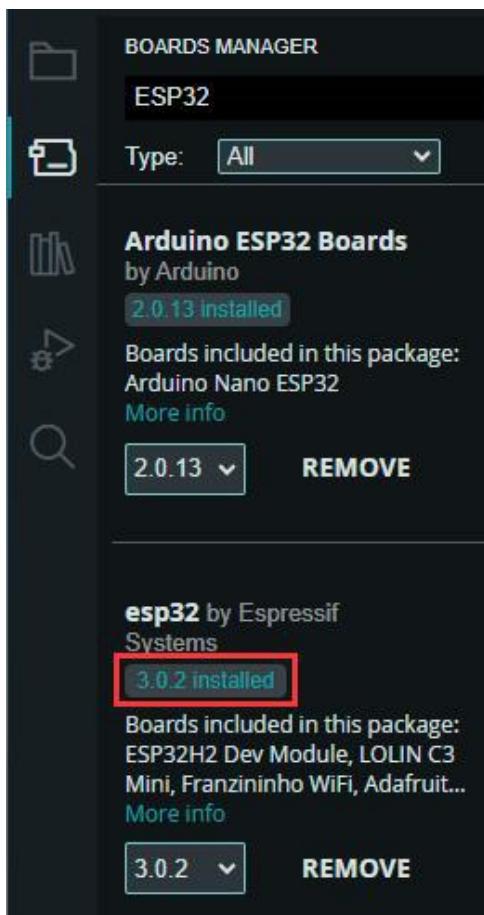 BOARDS MANAGER
ESP32
Type: All
Arduino ESP32 Boards
by Arduino
2.0.13 installed
Boards included in this package:
Arduino Nano ESP32
More info
2.0.13 REMOVE
esp32 by Espressif
Systems
3.0.2 installed
Boards included in this package:
ESP32H2 Dev Module, LOLIN C3
Mini, Franzininho WiFi, Adafruit...
More info
3.0.2 REMOVE